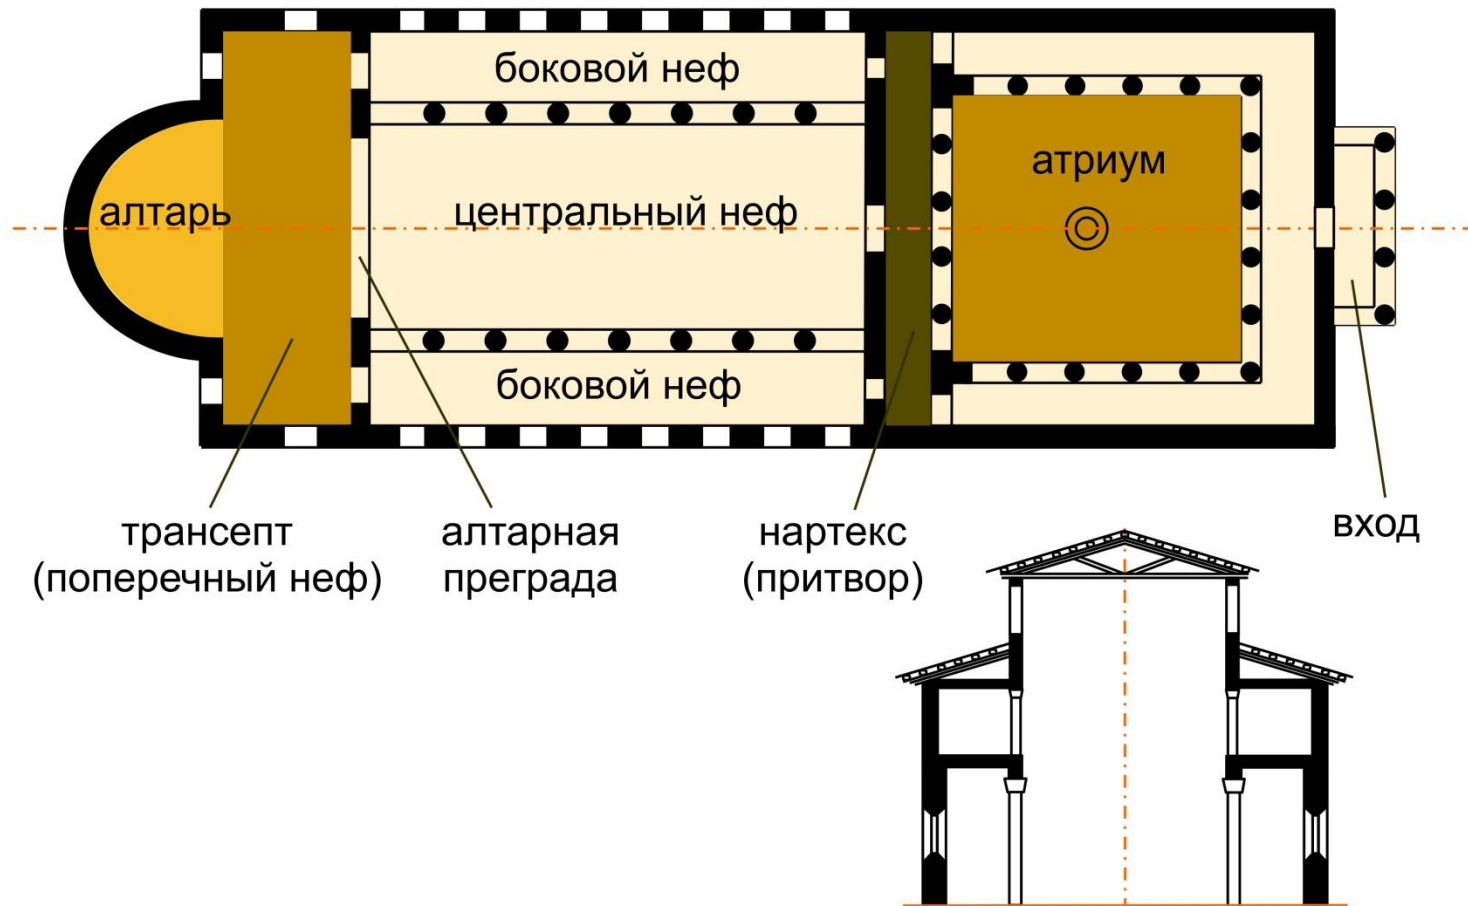 боковой неф
атриум
алтарь
центральный неф
боковой неф
трансепт
(поперечный неф)
алтарная
преграда
нартекс
(притвор)
вход